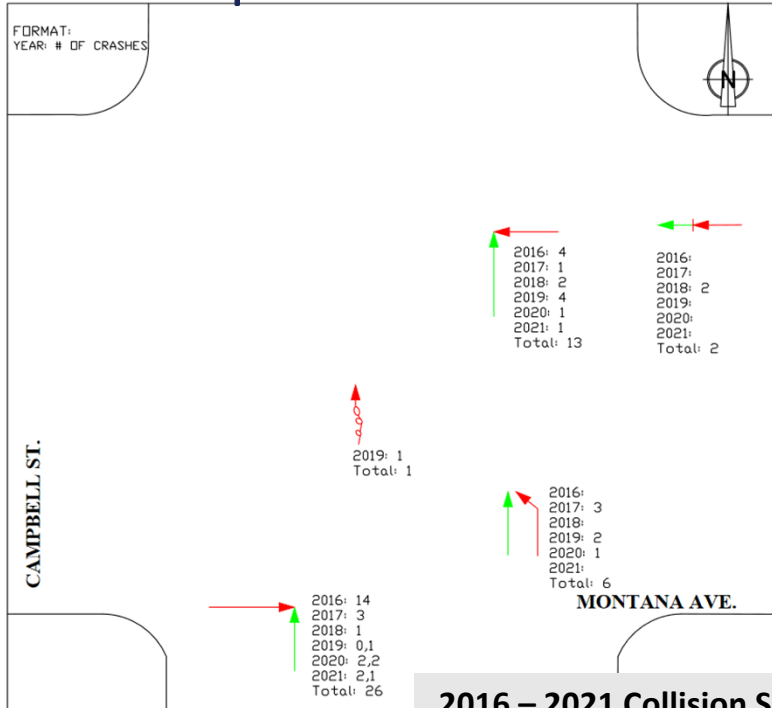 FORMAT:
YEAR: # OF CRASHES
N
2016: 4
2017: 1
2018: 2
2019: 4
2020: 1
2021: 1
Total: 13
2016:
2017:
2018: 2
2019:
2020:
2021:
Total: 2
2019: 1
Total: 1
CAMPBELL ST.
2016:
2017: 3
2018:
2019: 2
2020: 1
2021:
Total: 6
MONTANA AVE.
2016: 14
2017: 3
2018: 1
2019: 0,1
2020: 2,2
2021: 2,1
Total: 26
2016 – 2021 Collision S